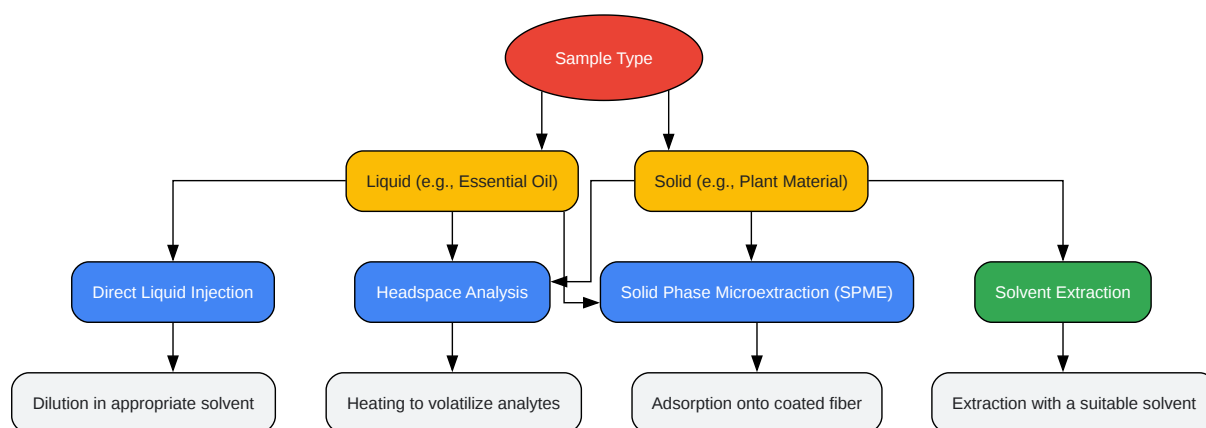 Sample Type
Liquid (e.g., Essential Oil)
Solid (e.g., Plant Material)
Direct Liquid Injection
Headspace Analysis
Solid Phase Microextraction (SPME)
Solvent Extraction
Dilution in appropriate solvent
Heating to volatilize analytes
Adsorption onto coated fiber
Extraction with a suitable solvent